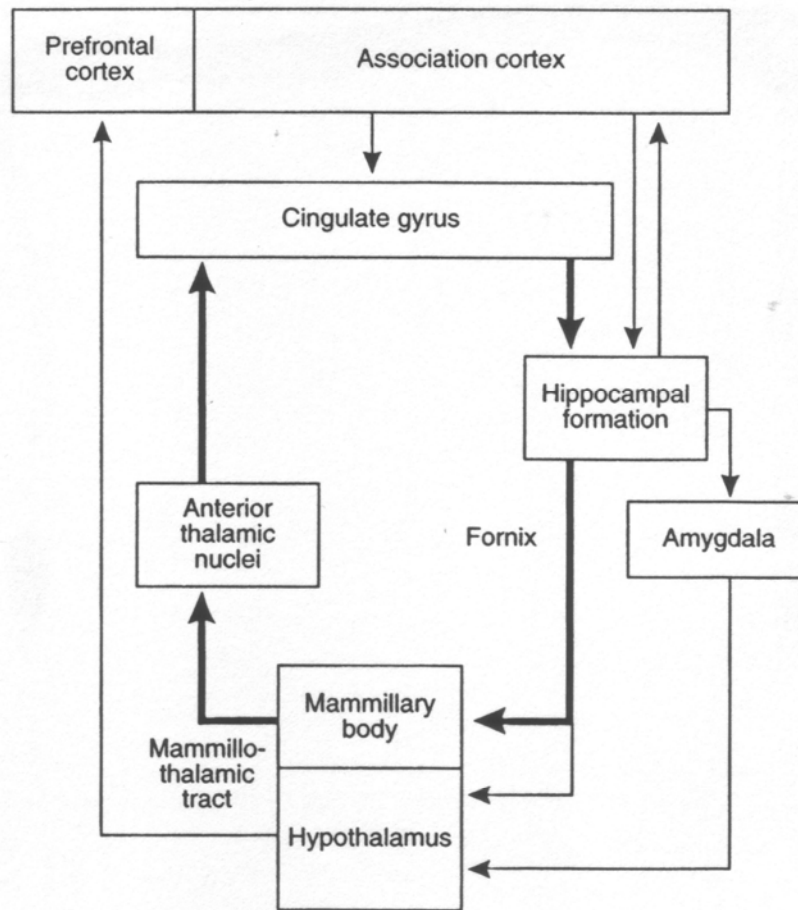 Prefrontal
cortex
Association cortex
Cingulate gyrus
Hippocampal
formation
Anterior
thalamic
nuclei
Fornix
Amygdala
Mammillary
body
Mammillo-
thalamic
tract
Hypothalamus